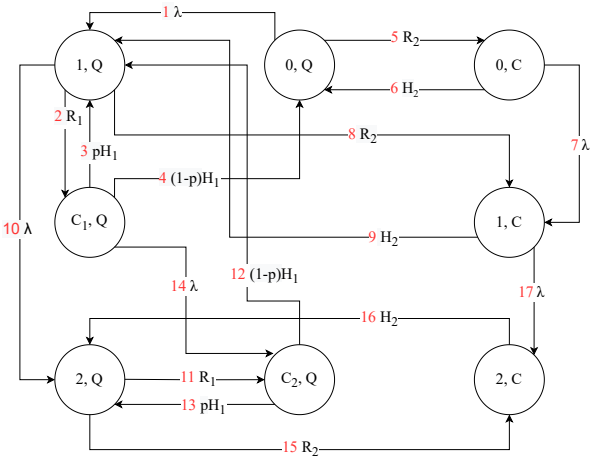 1 λ
1, Q
0, Q
5 R₂
0, C
6 H₂
2 R₁
3 pH₁
8 R₂
7 λ
4 (1-p)H₁
C₁, Q
1, C
10 λ
9 H₂
12 (1-p)H₁
14 λ
17 λ
16 H₂
2, Q
11 R₁
C₂, Q
2, C
13 pH₁
15 R₂